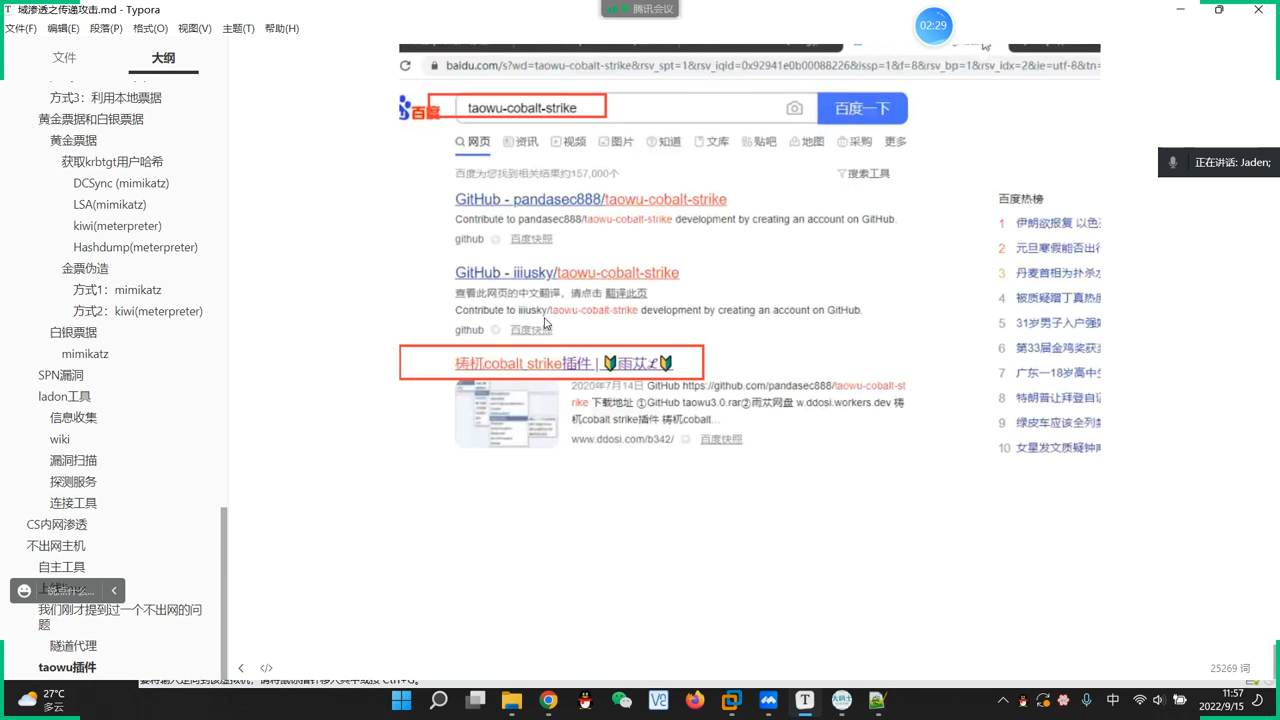 域渗透之传递攻击.md - Typora
腾讯会议
文件(F) 编辑(E) 段落(P) 格式(O) 视图(V) 主题(T) 帮助(H)
02:29
文件 大纲
方式3：利用本地票据
黄金票据和白银票据
黄金票据
获取krbtgt用户哈希
DCSync (mimikatz)
LSA(mimikatz)
kiwi(meterpreter)
Hashdump(meterpreter)
金票伪造
方式1：mimikatz
方式2：kiwi(meterpreter)
白银票据
mimikatz
SPN漏洞
ladon工具
信息收集
wiki
漏洞扫描
探测服务
连接工具
CS内网渗透
不出网主机
自主工具
说点什么...
我们刚才提到过一个不出网的问
题
隧道代理
taowu插件
baidu.com/s?wd=taowu-cobalt-strike&rsv_spt=1&rsv_iqid=0x92941e0b00088226&issp=1&f=8&rsv_bp=1&rsv_idx=2&ie=utf-8&tn=
百度 taowu-cobalt-strike 百度一下
网页 资讯 视频 图片 知道 文库 贴吧 地图 采购 更多
百度为您找到相关结果约157,000个 搜索工具
GitHub - pandasec888/taowu-cobalt-strike
Contribute to pandasec888/taowu-cobalt-strike development by creating an account on GitHub.
github 百度快照
GitHub - iiiusky/taowu-cobalt-strike
查看此网页的中文翻译，请点击 翻译此页
Contribute to iiiusky/taowu-cobalt-strike development by creating an account on GitHub.
github 百度快照
梼杌cobalt strike插件 | 🔰雨苁ℒ🔰
2020年7月14日 GitHub https://github.com/pandasec888/taowu-cobalt-st
rike 下载地址 ①GitHub taowu3.0.rar②雨苁网盘 w.ddosi.workers.dev 梼
杌cobalt strike插件 梼杌cobalt...
www.ddosi.com/b342/ 百度快照
百度热榜
1 伊朗欲报复 以色
2 元旦寒假能否出行
3 丹麦首相为扑杀水
4 被质疑蹭丁真热度
5 31岁男子入户强
6 第33届金鸡奖获
7 广东一18岁高中生
8 特朗普让拜登自证
9 绿皮车应该全列禁
10 女星发文质疑钟
正在讲话: Jaden;
25269 词
27°C
多云
中
11:57
2022/9/15